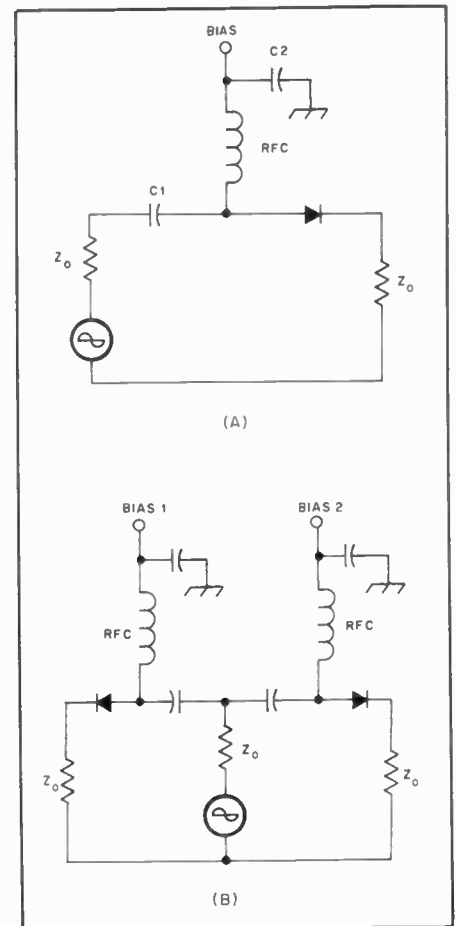 BIAS
C2
RFC
C1
Z₀
Z₀
(A)
BIAS 1
BIAS 2
RFC
RFC
Z₀
Z₀
Z₀
(B)